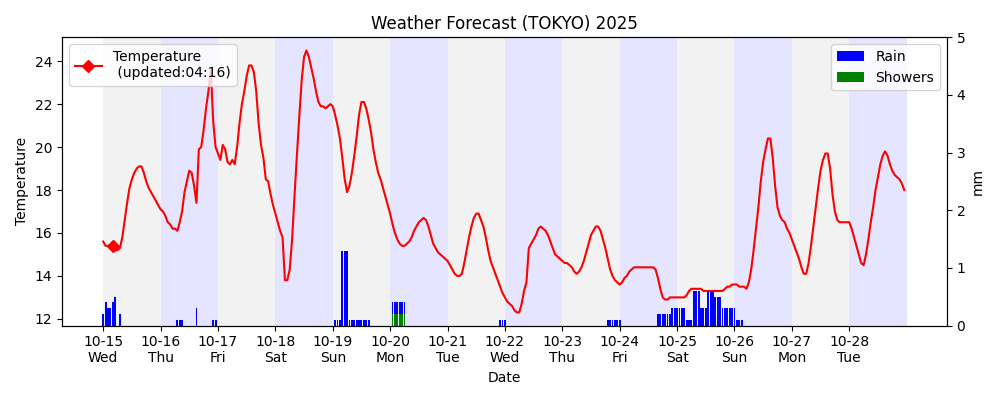 Weather Forecast (TOKYO) 2025
Temperature
(updated:04:16)
Rain
Showers
Temperature
24
22
20
18
16
14
12
5
4
3
2
1
0
mm
10-15 10-16 10-17 10-18 10-19 10-20 10-21 10-22 10-23 10-24 10-25 10-26 10-27 10-28
Wed Thu Fri Sat Sun Mon Tue Wed Thu Fri Sat Sun Mon Tue
Date